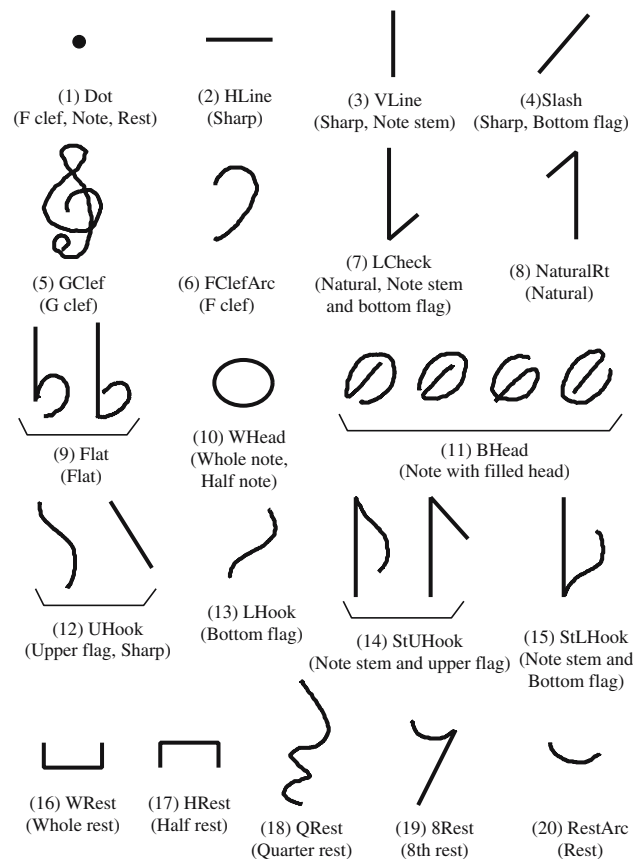 (1) Dot
(F clef, Note, Rest)
(2) HLine
(Sharp)
(3) VLine
(Sharp, Note stem)
(4)Slash
(Sharp, Bottom flag)
(5) GClef
(G clef)
(6) FClefArc
(F clef)
(7) LCheck
(Natural, Note stem
and bottom flag)
(8) NaturalRt
(Natural)
(9) Flat
(Flat)
(10) WHead
(Whole note,
Half note)
(11) BHead
(Note with filled head)
(12) UHook
(Upper flag, Sharp)
(13) LHook
(Bottom flag)
(14) StUHook
(Note stem and upper flag)
(15) StLHook
(Note stem and
Bottom flag)
(16) WRest
(Whole rest)
(17) HRest
(Half rest)
(18) QRest
(Quarter rest)
(19) 8Rest
(8th rest)
(20) RestArc
(Rest)